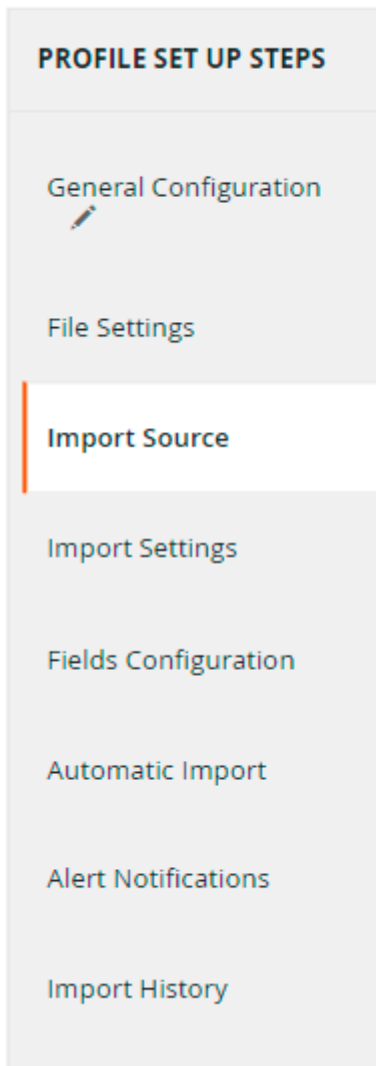 PROFILE SET UP STEPS
General Configuration
File Settings
Import Source
Import Settings
Fields Configuration
Automatic Import
Alert Notifications
Import History